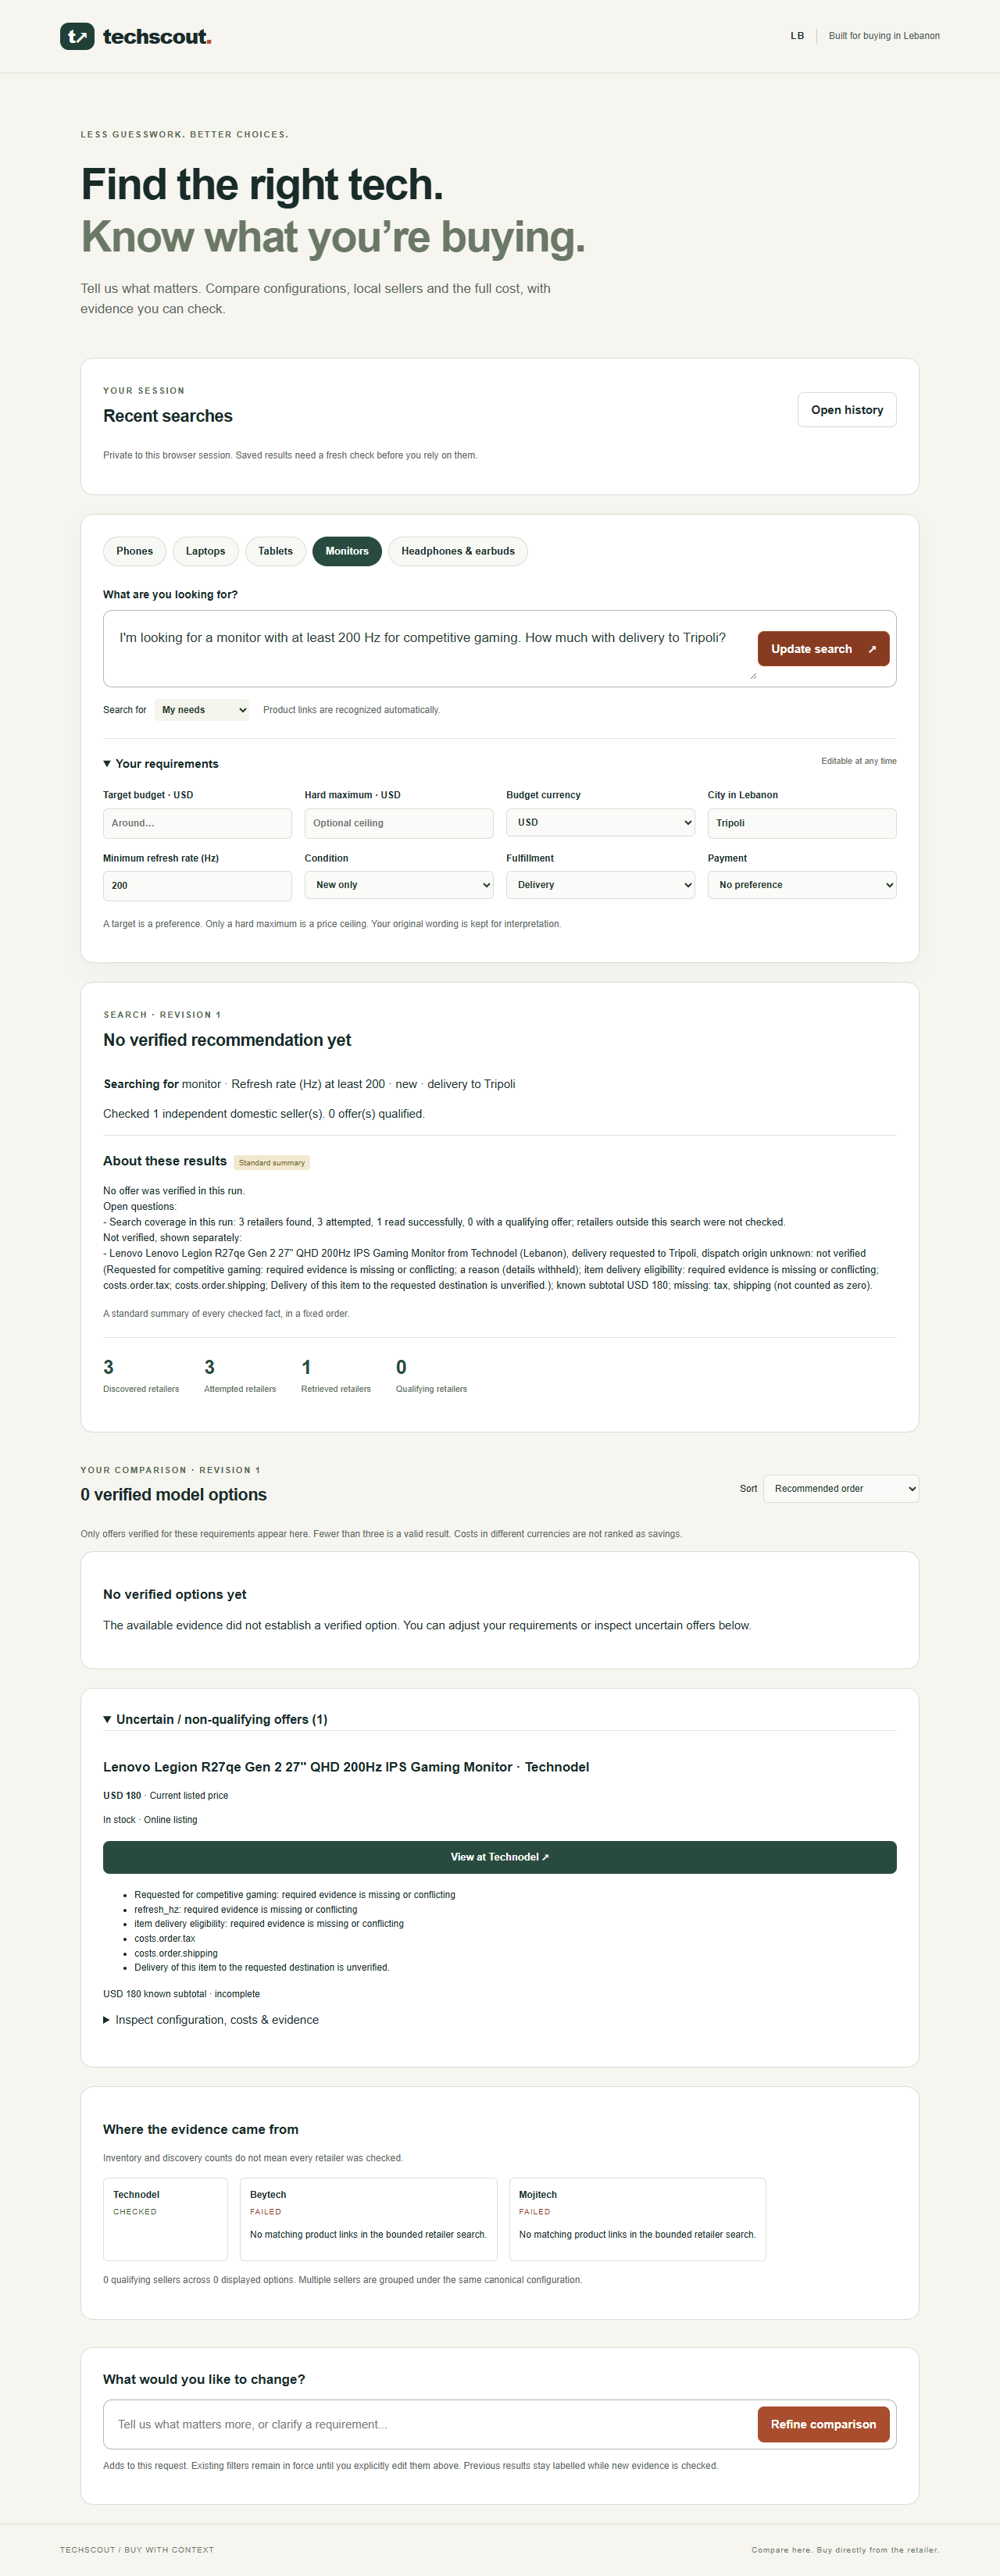 t↗ techscout.
LB
Built for buying in Lebanon
LESS GUESSWORK. BETTER CHOICES.
Find the right tech.
Know what you’re buying.
Tell us what matters. Compare configurations, local sellers and the full cost, with
evidence you can check.
YOUR SESSION
Recent searches
Open history
Private to this browser session. Saved results need a fresh check before you rely on them.
Phones
Laptops
Tablets
Monitors
Headphones & earbuds
What are you looking for?
I'm looking for a monitor with at least 200 Hz for competitive gaming. How much with delivery to Tripoli?
Update search ↗
Search for
My needs
Product links are recognized automatically.
▼ Your requirements
Editable at any time
Target budget · USD
Hard maximum · USD
Budget currency
City in Lebanon
Around...
Optional ceiling
USD
Tripoli
Minimum refresh rate (Hz)
Condition
Fulfillment
Payment
200
New only
Delivery
No preference
A target is a preference. Only a hard maximum is a price ceiling. Your original wording is kept for interpretation.
SEARCH · REVISION 1
No verified recommendation yet
Searching for monitor · Refresh rate (Hz) at least 200 · new · delivery to Tripoli
Checked 1 independent domestic seller(s). 0 offer(s) qualified.
About these results
Standard summary
No offer was verified in this run.
Open questions:
- Search coverage in this run: 3 retailers found, 3 attempted, 1 read successfully, 0 with a qualifying offer; retailers outside this search were not checked.
Not verified, shown separately:
- Lenovo Lenovo Legion R27qe Gen 2 27" QHD 200Hz IPS Gaming Monitor from Technodel (Lebanon), delivery requested to Tripoli, dispatch origin unknown: not verified
(Requested for competitive gaming: required evidence is missing or conflicting; a reason (details withheld); item delivery eligibility: required evidence is missing or conflicting;
costs.order.tax; costs.order.shipping; Delivery of this item to the requested destination is unverified.); known subtotal USD 180; missing: tax, shipping (not counted as zero).
A standard summary of every checked fact, in a fixed order.
3
3
1
0
Discovered retailers
Attempted retailers
Retrieved retailers
Qualifying retailers
YOUR COMPARISON · REVISION 1
0 verified model options
Sort
Recommended order
Only offers verified for these requirements appear here. Fewer than three is a valid result. Costs in different currencies are not ranked as savings.
No verified options yet
The available evidence did not establish a verified option. You can adjust your requirements or inspect uncertain offers below.
▼ Uncertain / non-qualifying offers (1)
Lenovo Legion R27qe Gen 2 27" QHD 200Hz IPS Gaming Monitor · Technodel
USD 180 · Current listed price
In stock · Online listing
View at Technodel ↗
• Requested for competitive gaming: required evidence is missing or conflicting
• refresh_hz: required evidence is missing or conflicting
• item delivery eligibility: required evidence is missing or conflicting
• costs.order.tax
• costs.order.shipping
• Delivery of this item to the requested destination is unverified.
USD 180 known subtotal · incomplete
▶ Inspect configuration, costs & evidence
Where the evidence came from
Inventory and discovery counts do not mean every retailer was checked.
Technodel
CHECKED
Beytech
FAILED
No matching product links in the bounded retailer search.
Mojitech
FAILED
No matching product links in the bounded retailer search.
0 qualifying sellers across 0 displayed options. Multiple sellers are grouped under the same canonical configuration.
What would you like to change?
Tell us what matters more, or clarify a requirement...
Refine comparison
Adds to this request. Existing filters remain in force until you explicitly edit them above. Previous results stay labelled while new evidence is checked.
TECHSCOUT / BUY WITH CONTEXT
Compare here. Buy directly from the retailer.